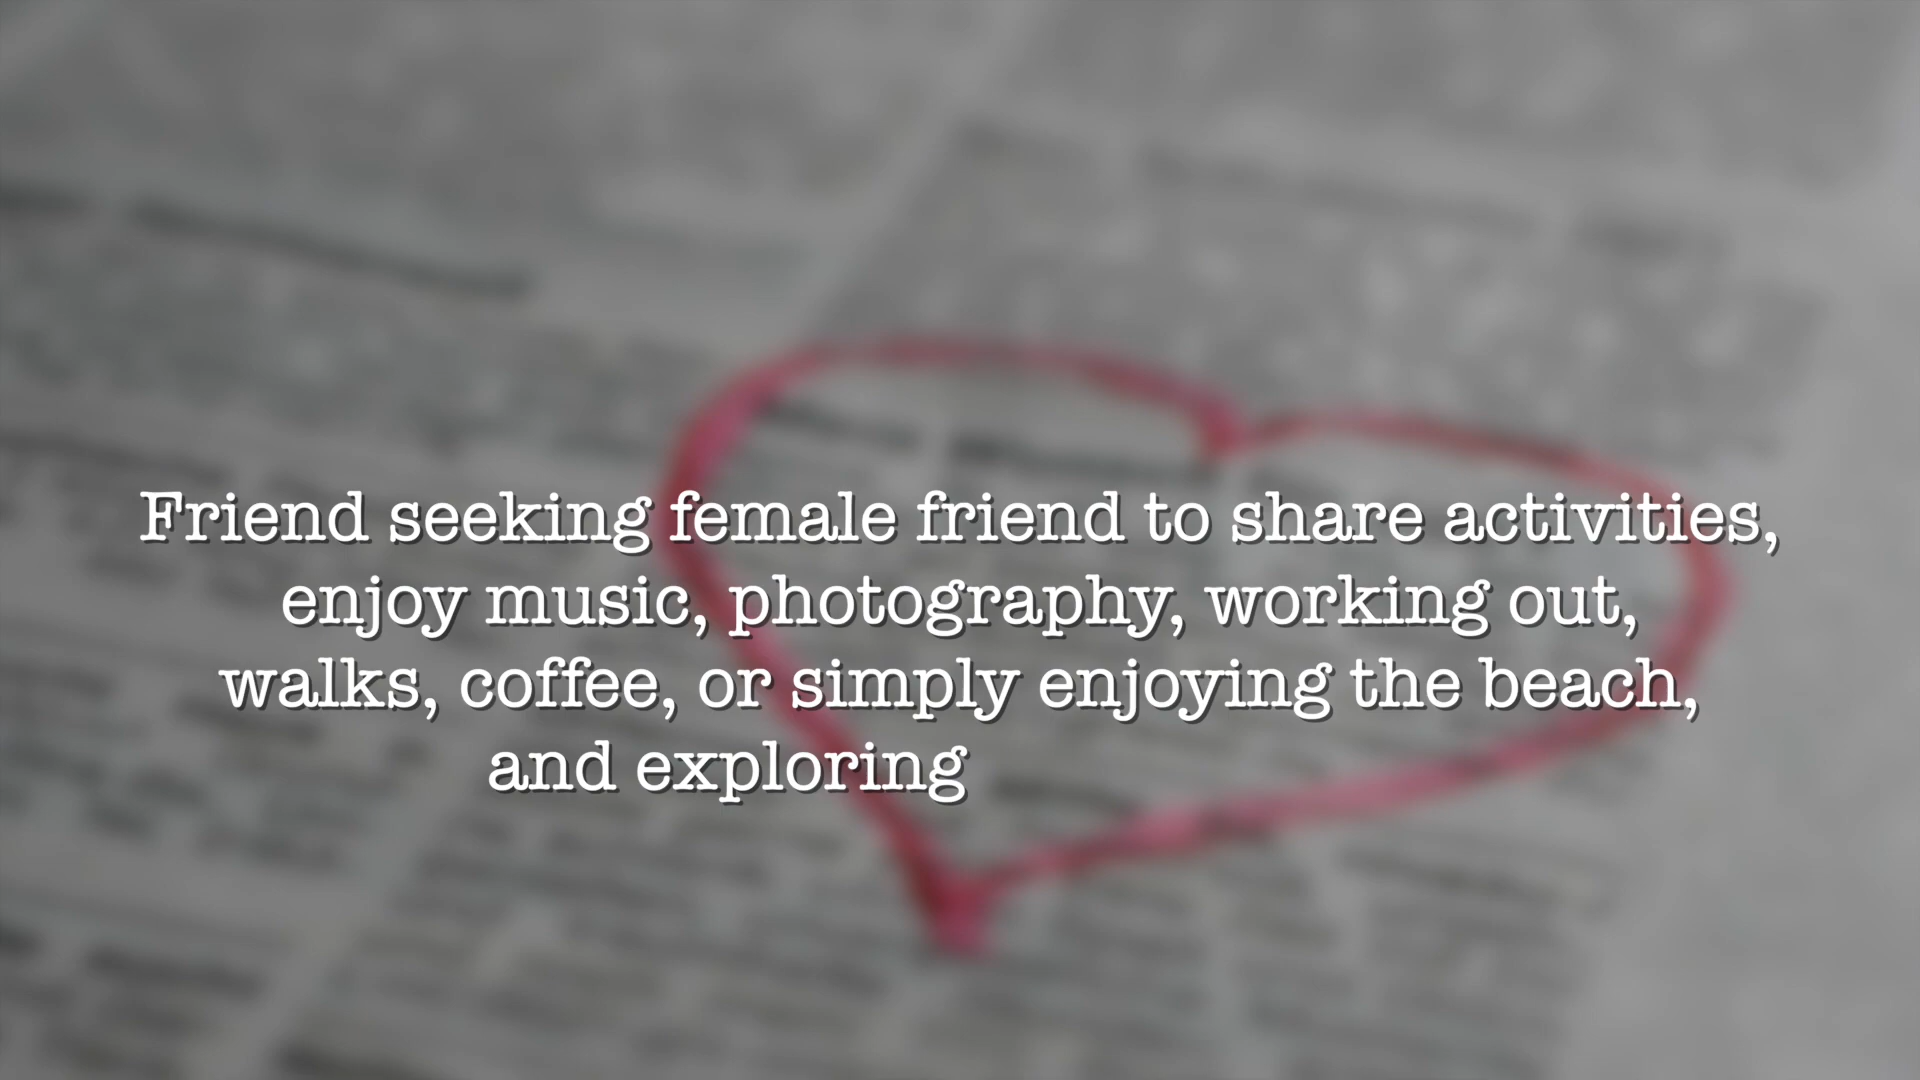 Friend seeking female friend to share activities,
enjoy music, photography, working out,
walks, coffee, or simply enjoying the beach,
and exploring